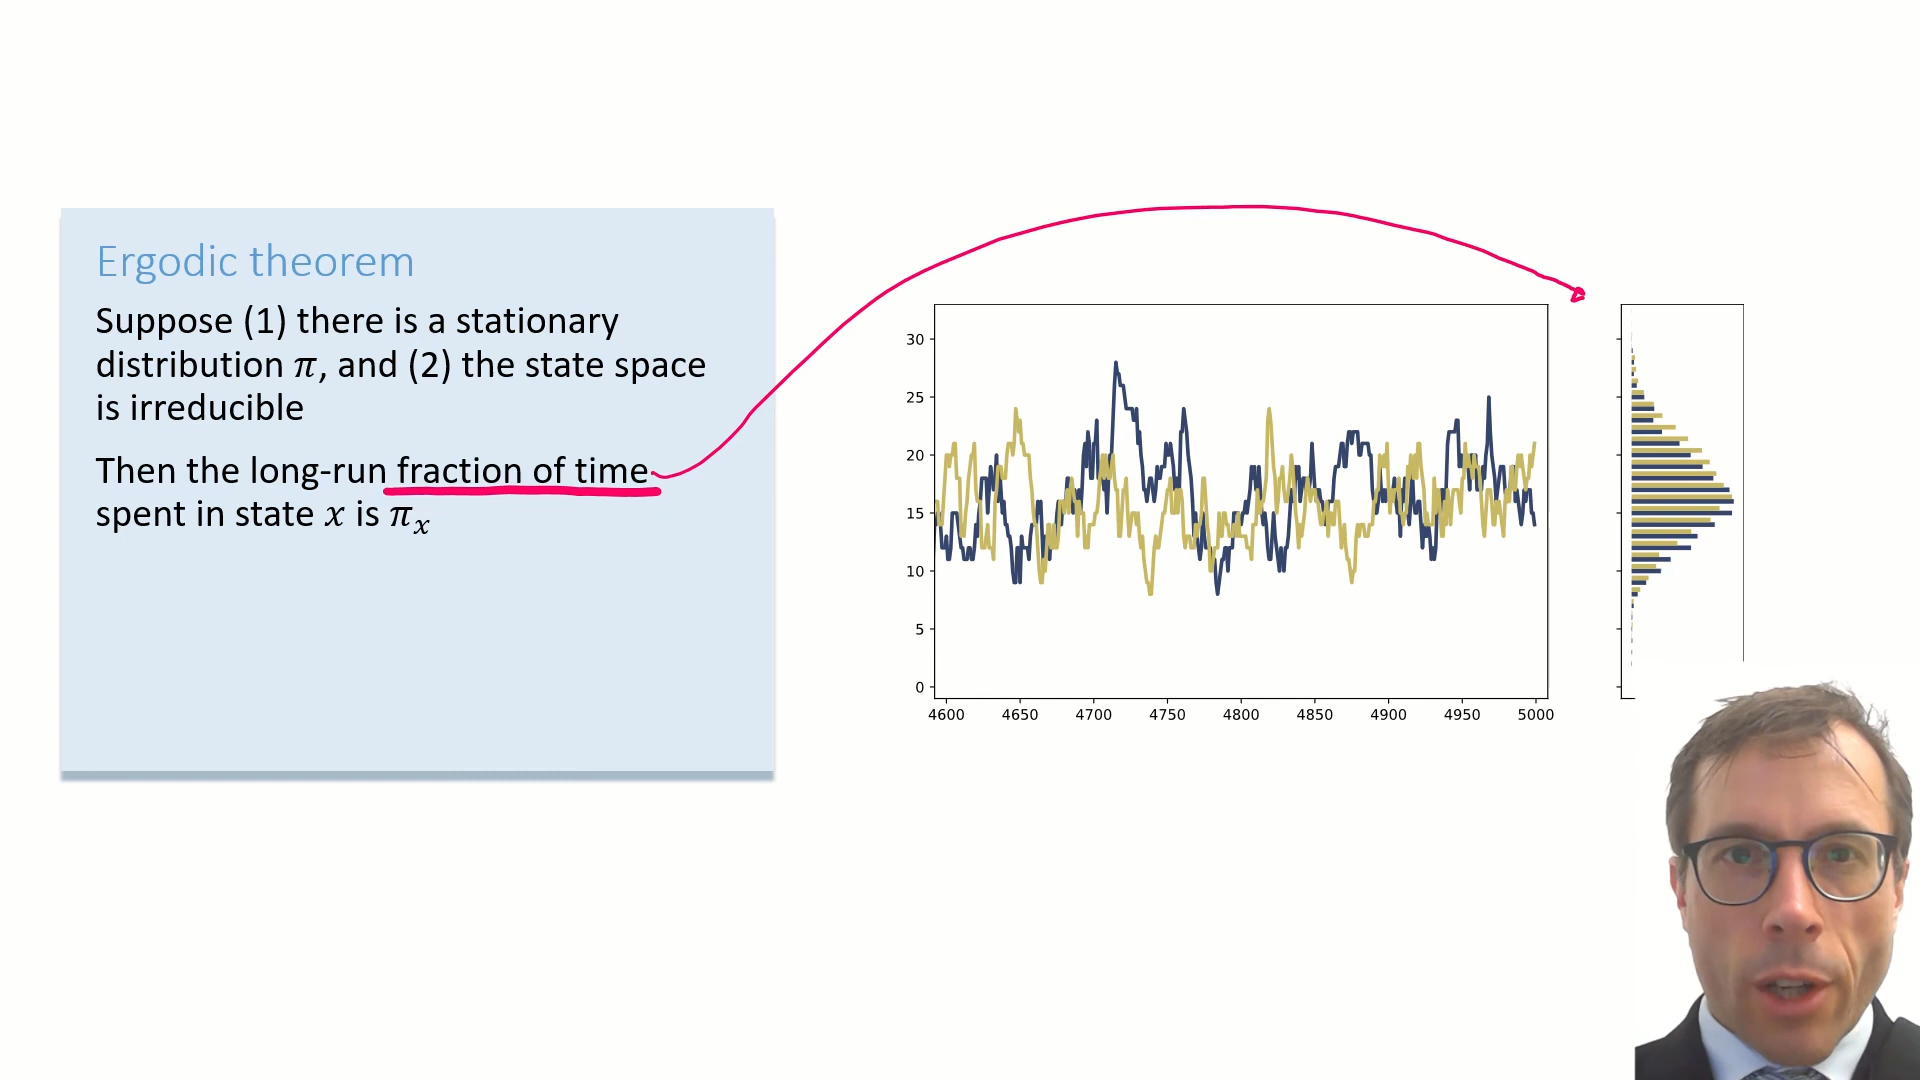 Ergodic theorem
Suppose (1) there is a stationary
distribution π, and (2) the state space
is irreducible
Then the long-run fraction of time
spent in state x is πₓ
30
25
20
15
10
5
0
4600 4650 4700 4750 4800 4850 4900 4950 5000